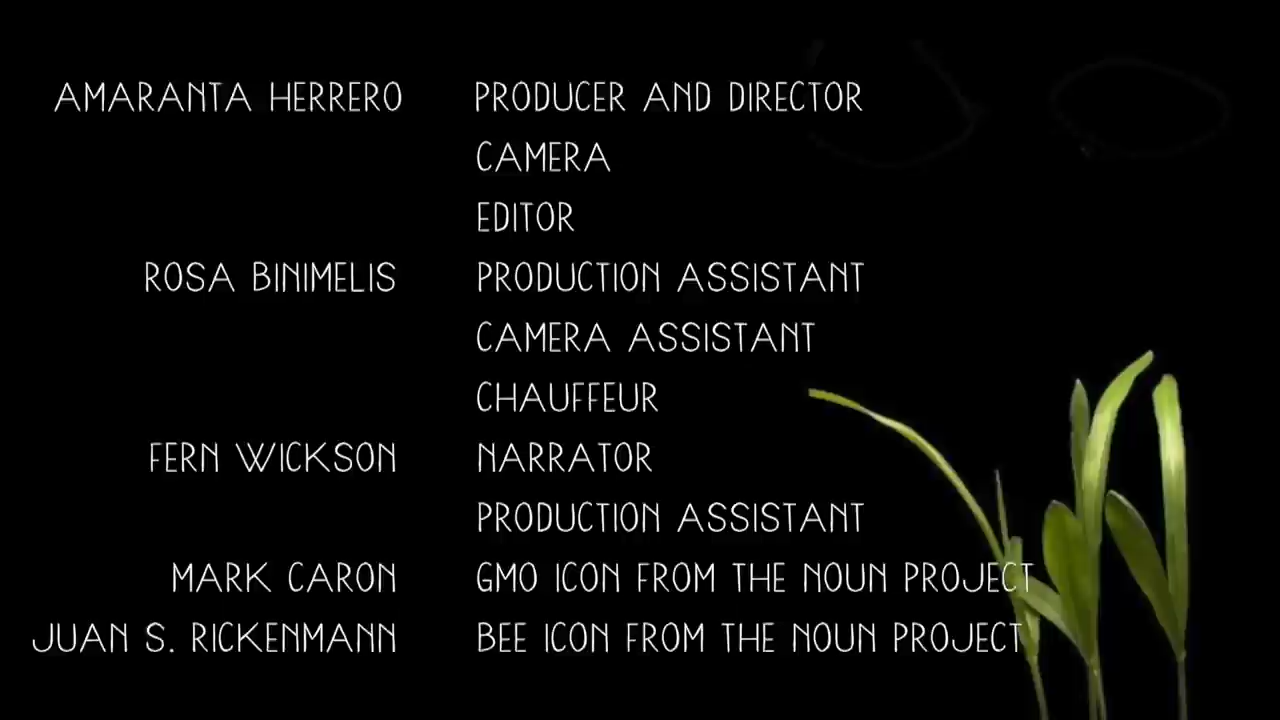 AMARANTA HERRERO PRODUCER AND DIRECTOR
CAMERA
EDITOR
ROSA BINIMELIS PRODUCTION ASSISTANT
CAMERA ASSISTANT
CHAUFFEUR
FERN WICKSON NARRATOR
PRODUCTION ASSISTANT
MARK CARON GMO ICON FROM THE NOUN PROJECT
JUAN S. RICKENMANN BEE ICON FROM THE NOUN PROJECT